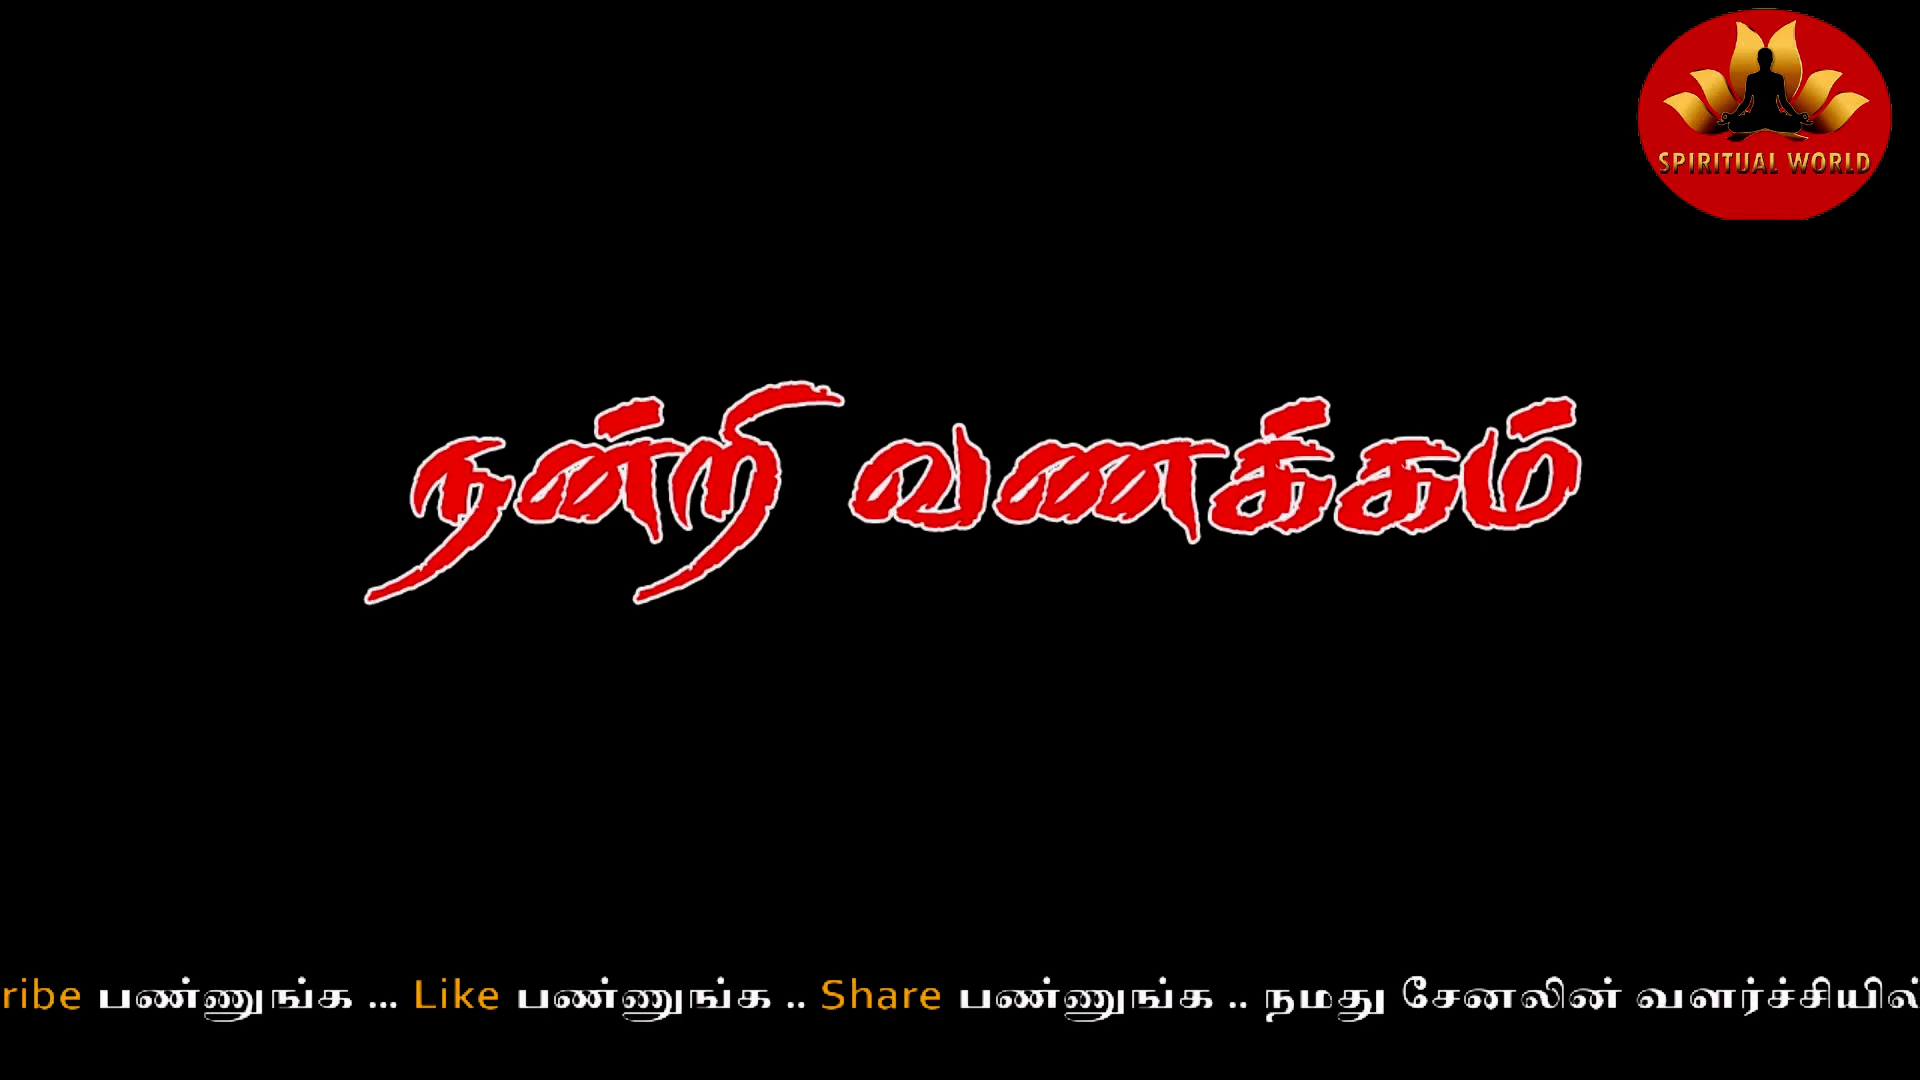 SPIRITUAL WORLD
நன்றி வணக்கம்
ribe பண்ணுங்க ... Like பண்ணுங்க .. Share பண்ணுங்க .. நமது சேனலின் வளர்ச்சியில்